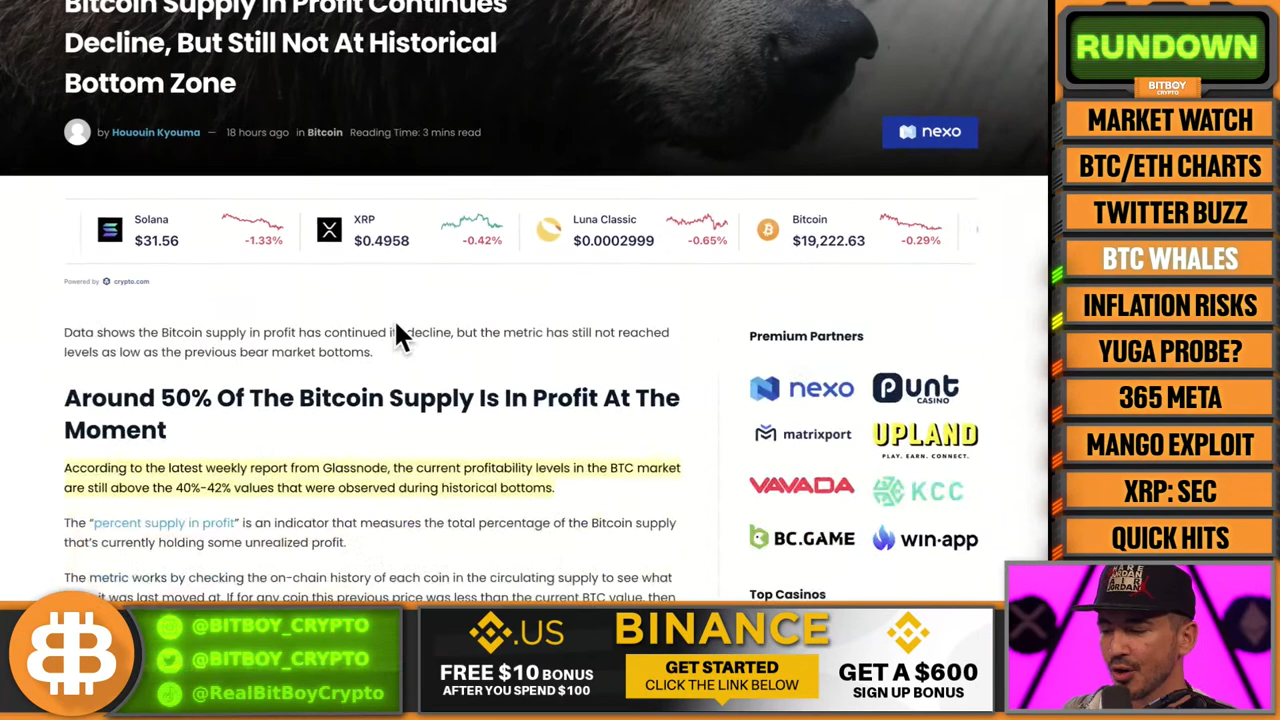 Bitcoin Supply In Profit Continues
Decline, But Still Not At Historical
Bottom Zone
by Hououin Kyouma — 18 hours ago in Bitcoin Reading Time: 3 mins read
nexo
Solana
$31.56
-1.33%
XRP
$0.4958
-0.42%
Luna Classic
$0.0002999
-0.65%
Bitcoin
$19,222.63
-0.29%
Powered by crypto.com
Data shows the Bitcoin supply in profit has continued decline, but the metric has still not reached
levels as low as the previous bear market bottoms.
Around 50% Of The Bitcoin Supply Is In Profit At The
Moment
According to the latest weekly report from Glassnode, the current profitability levels in the BTC market
are still above the 40%-42% values that were observed during historical bottoms.
The “percent supply in profit” is an indicator that measures the total percentage of the Bitcoin supply
that’s currently holding some unrealized profit.
The metric works by checking the on-chain history of each coin in the circulating supply to see what
it was last moved at. If for any coin this previous price was less than the current BTC value, then
Premium Partners
nexo
PUNT
CASINO
matrixport
UPLAND
PLAY. EARN. CONNECT.
VAVADA
KCC
BC.GAME
win·app
Top Casinos
RUNDOWN
BITBOY
CRYPTO
MARKET WATCH
BTC/ETH CHARTS
TWITTER BUZZ
BTC WHALES
INFLATION RISKS
YUGA PROBE?
365 META
MANGO EXPLOIT
XRP: SEC
QUICK HITS
@BITBOY_CRYPTO
@BITBOY_CRYPTO
@RealBitBoyCrypto
.US
FREE $10 BONUS
AFTER YOU SPEND $100
BINANCE
GET STARTED
CLICK THE LINK BELOW
GET A $600
SIGN UP BONUS